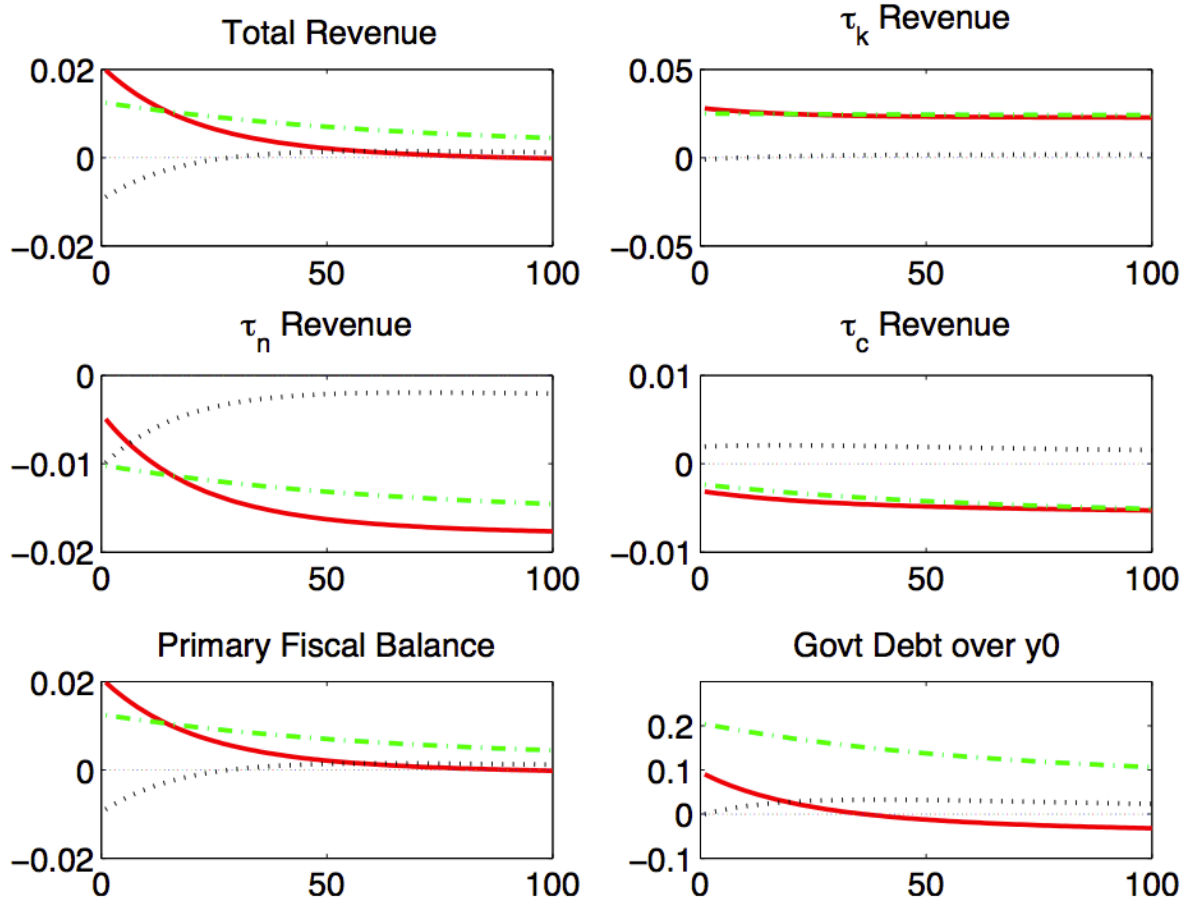 Total Revenue
0.02
0
−0.02
0 50 100
τk Revenue
0.05
0
−0.05
0 50 100
τn Revenue
0
−0.01
−0.02
0 50 100
τc Revenue
0.01
0
−0.01
0 50 100
Primary Fiscal Balance
0.02
0
−0.02
0 50 100
Govt Debt over y0
0.2
0.1
0
−0.1
0 50 100